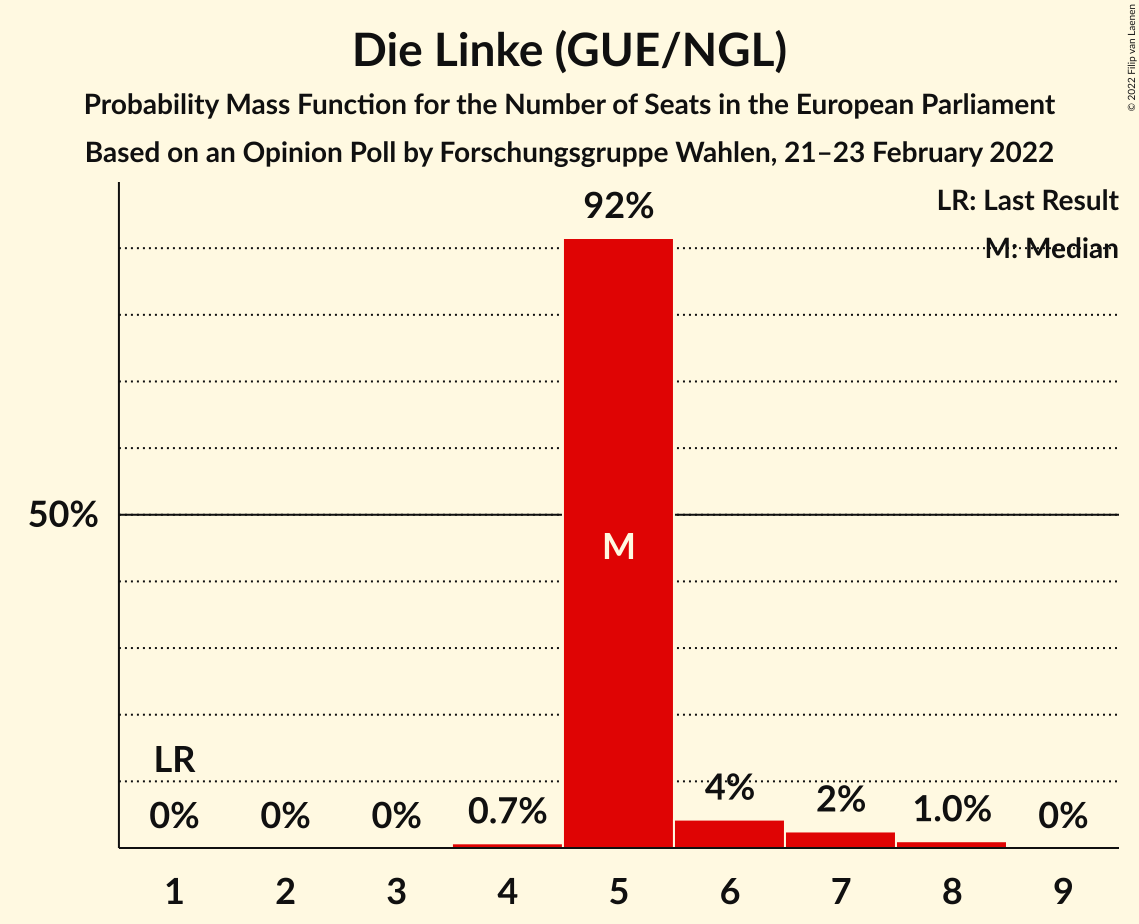 Die Linke (GUE/NGL)
Probability Mass Function for the Number of Seats in the European Parliament
Based on an Opinion Poll by Forschungsgruppe Wahlen, 21–23 February 2022
© 2022 Filip van Laenen
LR: Last Result
M: Median
92%
50%
M
LR
0%
0%
0%
0.7%
4%
2%
1.0%
0%
1 2 3 4 5 6 7 8 9